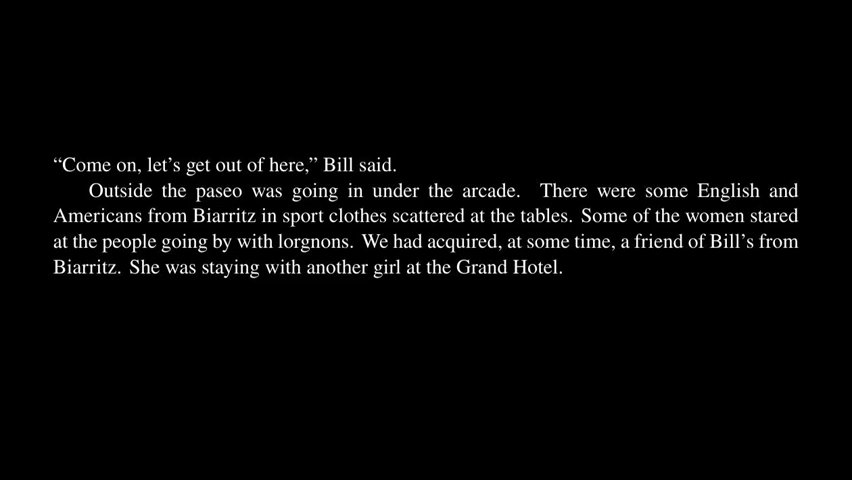 “Come on, let’s get out of here,” Bill said.
Outside the paseo was going in under the arcade. There were some English and
Americans from Biarritz in sport clothes scattered at the tables. Some of the women stared
at the people going by with lorgnons. We had acquired, at some time, a friend of Bill’s from
Biarritz. She was staying with another girl at the Grand Hotel.